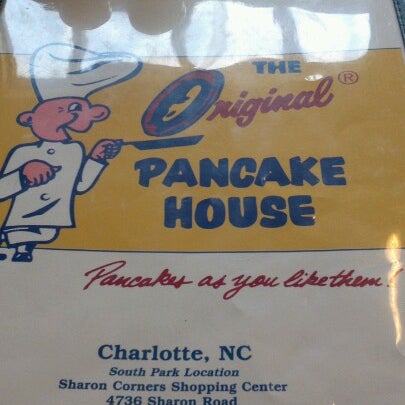 THE
Original®
PANCAKE
HOUSE
Pancakes as you like them!
Charlotte, NC
South Park Location
Sharon Corners Shopping Center
4736 Sharon Road